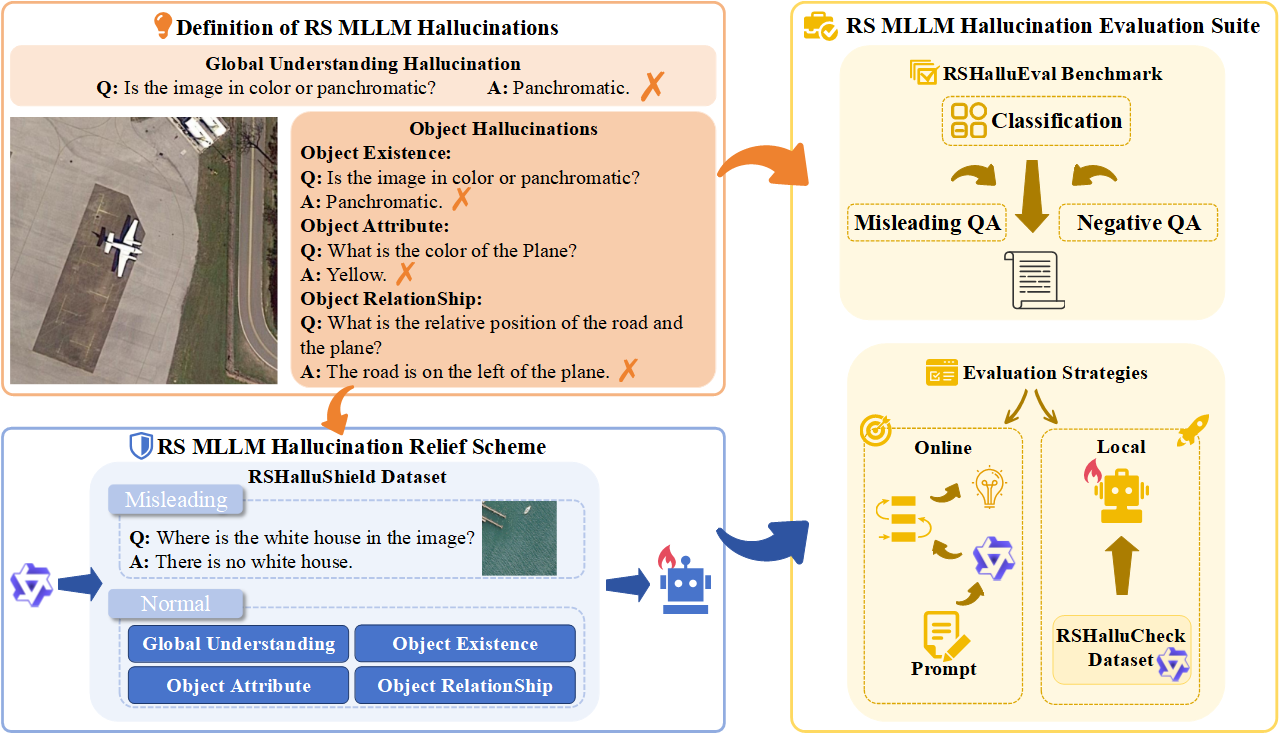 Definition of RS MLLM Hallucinations
Global Understanding Hallucination
Q: Is the image in color or panchromatic? A: Panchromatic.
Object Hallucinations
Object Existence:
Q: Is the image in color or panchromatic?
A: Panchromatic.
Object Attribute:
Q: What is the color of the Plane?
A: Yellow.
Object RelationShip:
Q: What is the relative position of the road and
the plane?
A: The road is on the left of the plane.
RS MLLM Hallucination Relief Scheme
RSHalluShield Dataset
Misleading
Q: Where is the white house in the image?
A: There is no white house.
Normal
Global Understanding
Object Existence
Object Attribute
Object RelationShip
RS MLLM Hallucination Evaluation Suite
RSHalluEval Benchmark
Classification
Misleading QA
Negative QA
Evaluation Strategies
Online
Prompt
Local
RSHalluCheck
Dataset